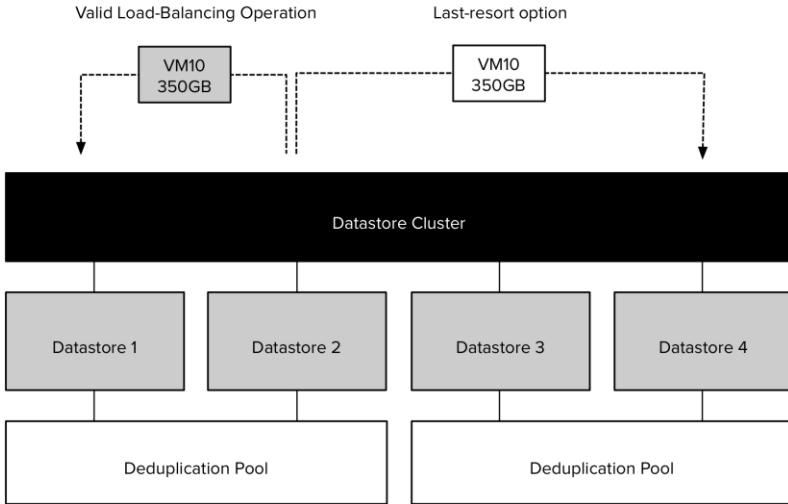 Valid Load-Balancing Operation
Last-resort option
VM10
350GB
VM10
350GB
Datastore Cluster
Datastore 1
Datastore 2
Datastore 3
Datastore 4
Deduplication Pool
Deduplication Pool